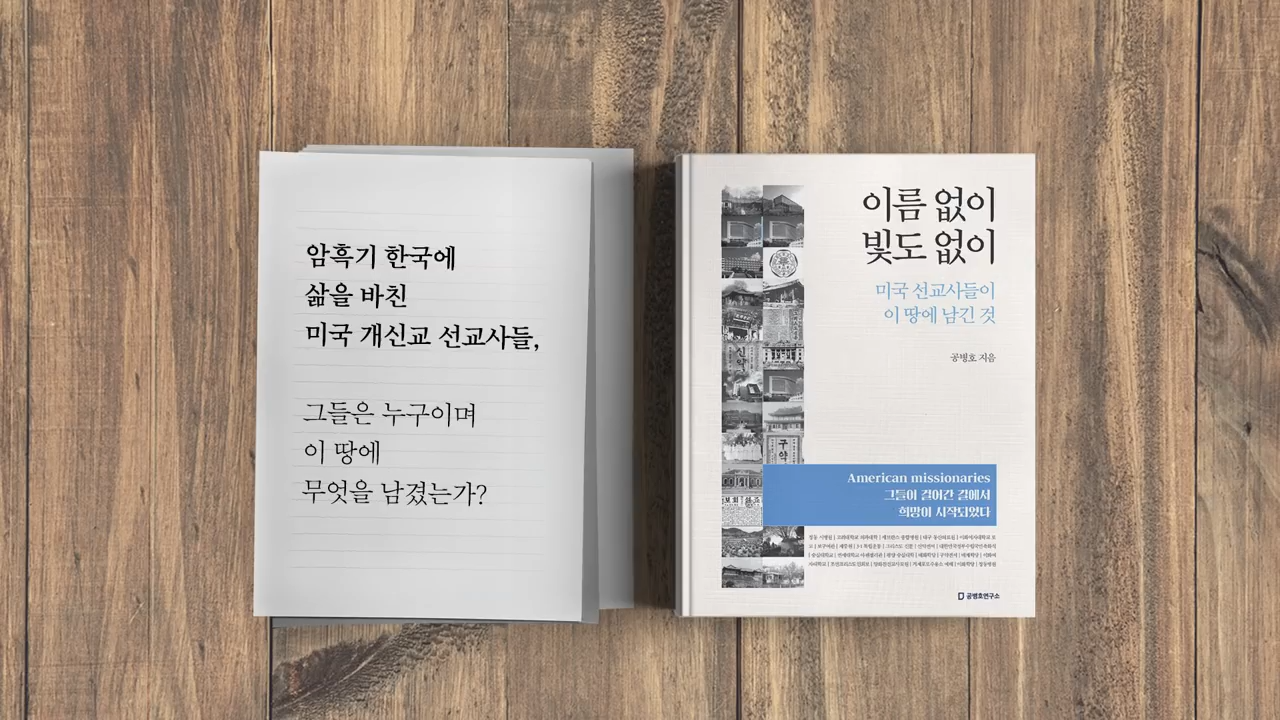 암흑기 한국에
삶을 바친
미국 개신교 선교사들,
그들은 누구이며
이 땅에
무엇을 남겼는가?
이름 없이
빛도 없이
미국 선교사들이
이 땅에 남긴 것
공병호 지음
구약
American missionaries
그들이 걸어간 길에서
희망이 시작되었다
공병호연구소